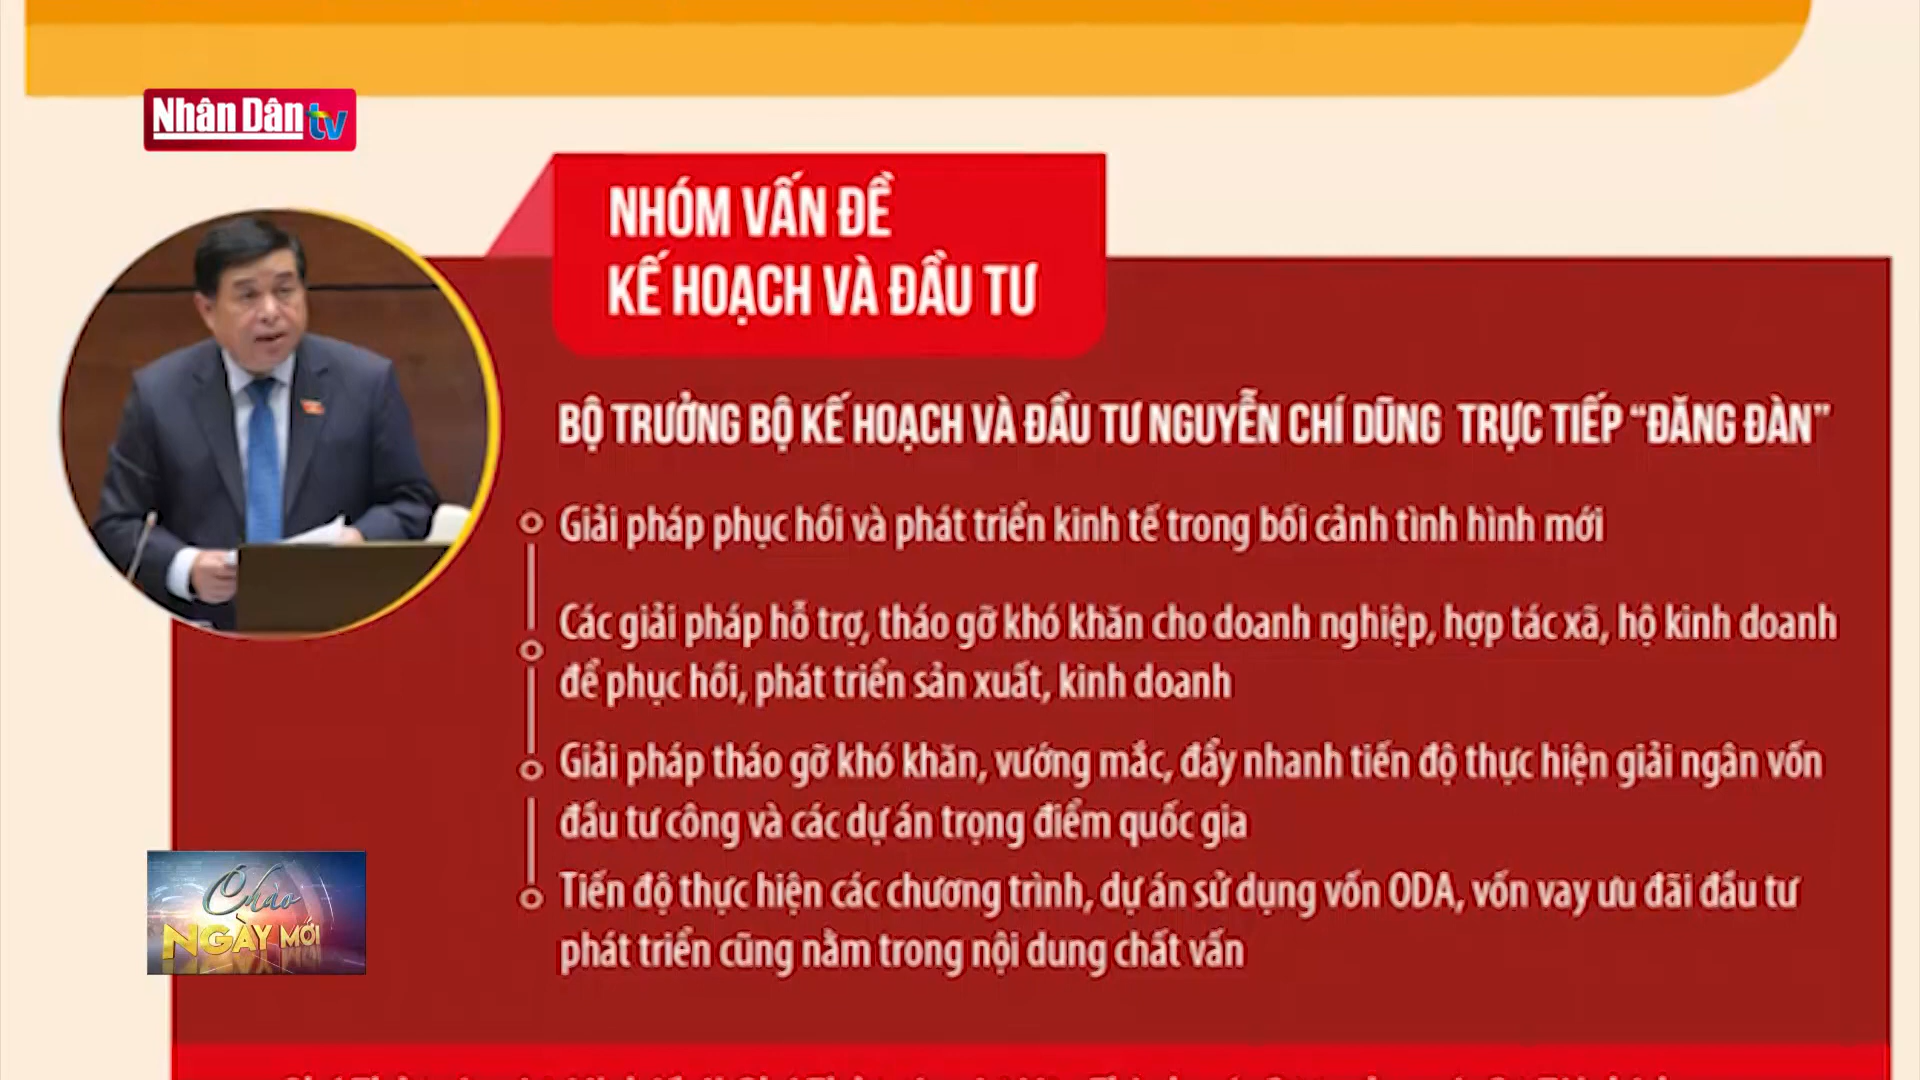 Nhân Dân tv
NHÓM VẤN ĐỀ
KẾ HOẠCH VÀ ĐẦU TƯ
BỘ TRƯỞNG BỘ KẾ HOẠCH VÀ ĐẦU TƯ NGUYỄN CHÍ DŨNG TRỰC TIẾP “ĐĂNG ĐÀN”
Giải pháp phục hồi và phát triển kinh tế trong bối cảnh tình hình mới
Các giải pháp hỗ trợ, tháo gỡ khó khăn cho doanh nghiệp, hợp tác xã, hộ kinh doanh
để phục hồi, phát triển sản xuất, kinh doanh
Giải pháp tháo gỡ khó khăn, vướng mắc, đẩy nhanh tiến độ thực hiện giải ngân vốn
đầu tư công và các dự án trọng điểm quốc gia
Tiến độ thực hiện các chương trình, dự án sử dụng vốn ODA, vốn vay ưu đãi đầu tư
phát triển cũng nằm trong nội dung chất vấn
Chào
NGÀY MỚI